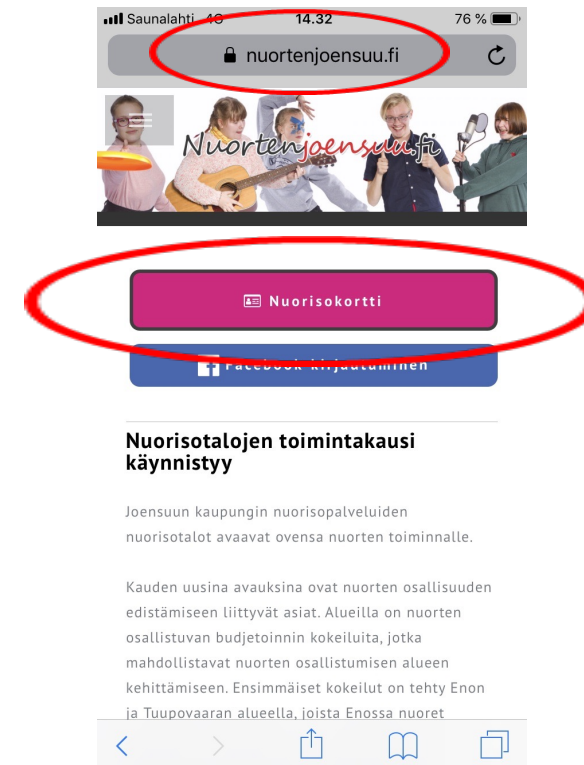 Saunalahti 4G 14.32 76 %
nuortenjoensuu.fi
Nuortenjoensuu.fi
Nuorisokortti
Facebook-kirjautuminen
Nuorisotalojen toimintakausi
käynnistyy
Joensuun kaupungin nuorisopalveluiden
nuorisotalot avaavat ovensa nuorten toiminnalle.
Kauden uusina avauksina ovat nuorten osallisuuden
edistämiseen liittyvät asiat. Alueilla on nuorten
osallistuvan budjetoinnin kokeiluita, jotka
mahdollistavat nuorten osallistumisen alueen
kehittämiseen. Ensimmäiset kokeilut on tehty Enon
ja Tuupovaaran alueella, joista Enossa nuoret